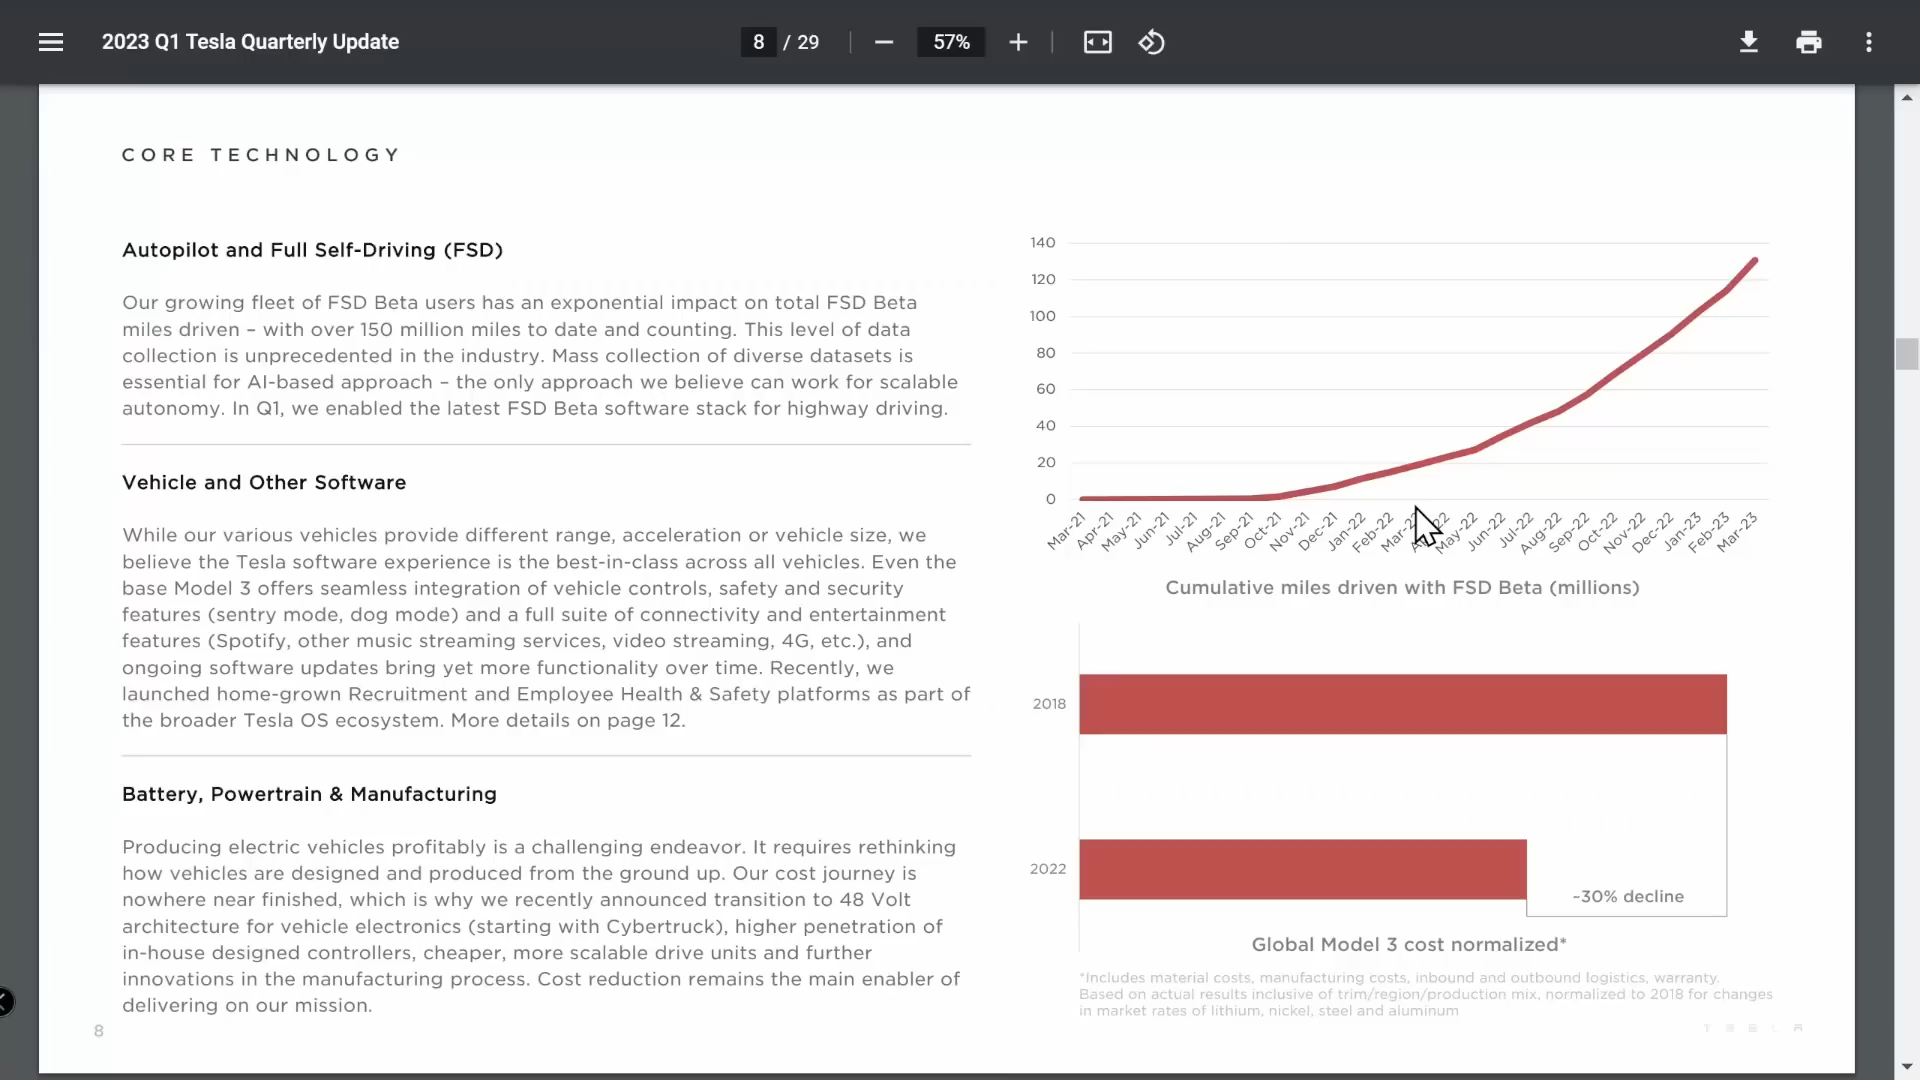 2023 Q1 Tesla Quarterly Update
8 / 29
57%
CORE TECHNOLOGY
Autopilot and Full Self-Driving (FSD)
Our growing fleet of FSD Beta users has an exponential impact on total FSD Beta
miles driven – with over 150 million miles to date and counting. This level of data
collection is unprecedented in the industry. Mass collection of diverse datasets is
essential for AI-based approach – the only approach we believe can work for scalable
autonomy. In Q1, we enabled the latest FSD Beta software stack for highway driving.
Vehicle and Other Software
While our various vehicles provide different range, acceleration or vehicle size, we
believe the Tesla software experience is the best-in-class across all vehicles. Even the
base Model 3 offers seamless integration of vehicle controls, safety and security
features (sentry mode, dog mode) and a full suite of connectivity and entertainment
features (Spotify, other music streaming services, video streaming, 4G, etc.), and
ongoing software updates bring yet more functionality over time. Recently, we
launched home-grown Recruitment and Employee Health & Safety platforms as part of
the broader Tesla OS ecosystem. More details on page 12.
Battery, Powertrain & Manufacturing
Producing electric vehicles profitably is a challenging endeavor. It requires rethinking
how vehicles are designed and produced from the ground up. Our cost journey is
nowhere near finished, which is why we recently announced transition to 48 Volt
architecture for vehicle electronics (starting with Cybertruck), higher penetration of
in-house designed controllers, cheaper, more scalable drive units and further
innovations in the manufacturing process. Cost reduction remains the main enabler of
delivering on our mission.
8
140
120
100
80
60
40
20
0
Mar-21 Apr-21 May-21 Jun-21 Jul-21 Aug-21 Sep-21 Oct-21 Nov-21 Dec-21 Jan-22 Feb-22 May-22 Jun-22 Jul-22 Aug-22 Sep-22 Oct-22 Nov-22 Dec-22 Jan-23 Feb-23 Mar-23
Cumulative miles driven with FSD Beta (millions)
2018
2022
~30% decline
Global Model 3 cost normalized*
*Includes material costs, manufacturing costs, inbound and outbound logistics, warranty.
Based on actual results inclusive of trim/region/production mix, normalized to 2018 for changes
in market rates of lithium, nickel, steel and aluminum